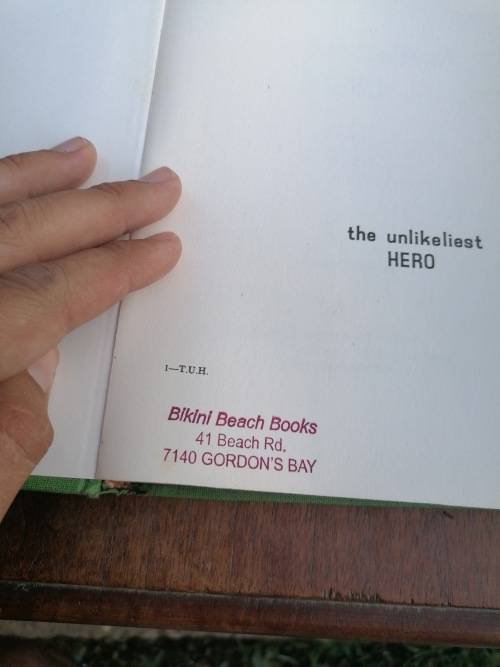 the unlikeliest
HERO
1—T.U.H.
Bikini Beach Books
41 Beach Rd.
7140 GORDON'S BAY